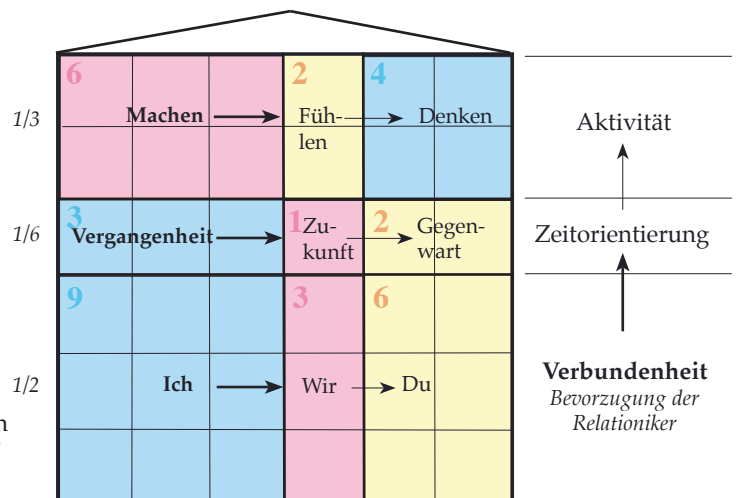 6 2 4
1/3 Machen Füh- Denken Aktivität
len
3 1 Zu- 2 Gegen-
1/6 Vergangenheit kunft wart Zeitorientierung
9 3 6
1/2 Ich Wir Du Verbundenheit
Bevorzugung der
n Relationiker